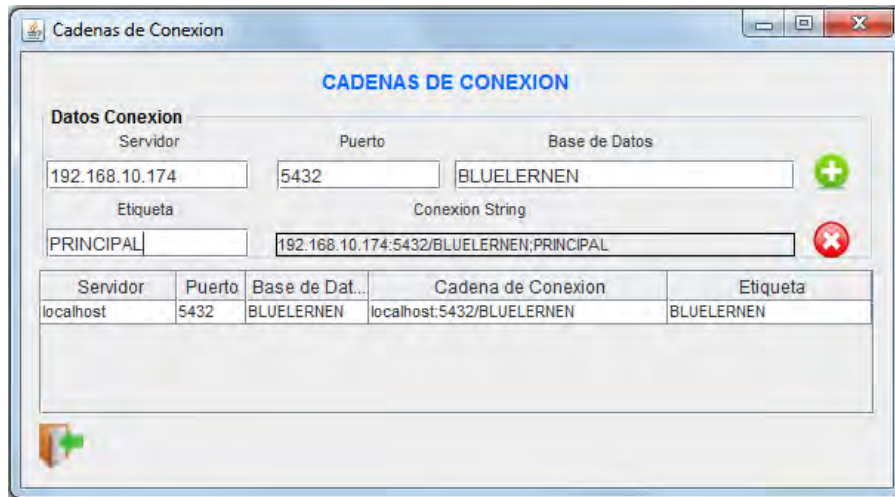 Cadenas de Conexion
CADENAS DE CONEXION
Datos Conexion
Servidor Puerto Base de Datos
192.168.10.174 5432 BLUELERNEN
Etiqueta Conexión String
PRINCIPAL 192.168.10.174:5432/BLUELERNEN;PRINCIPAL
Servidor Puerto Base de Dat... Cadena de Conexion Etiqueta
localhost 5432 BLUELERNEN localhost:5432/BLUELERNEN BLUELERNEN